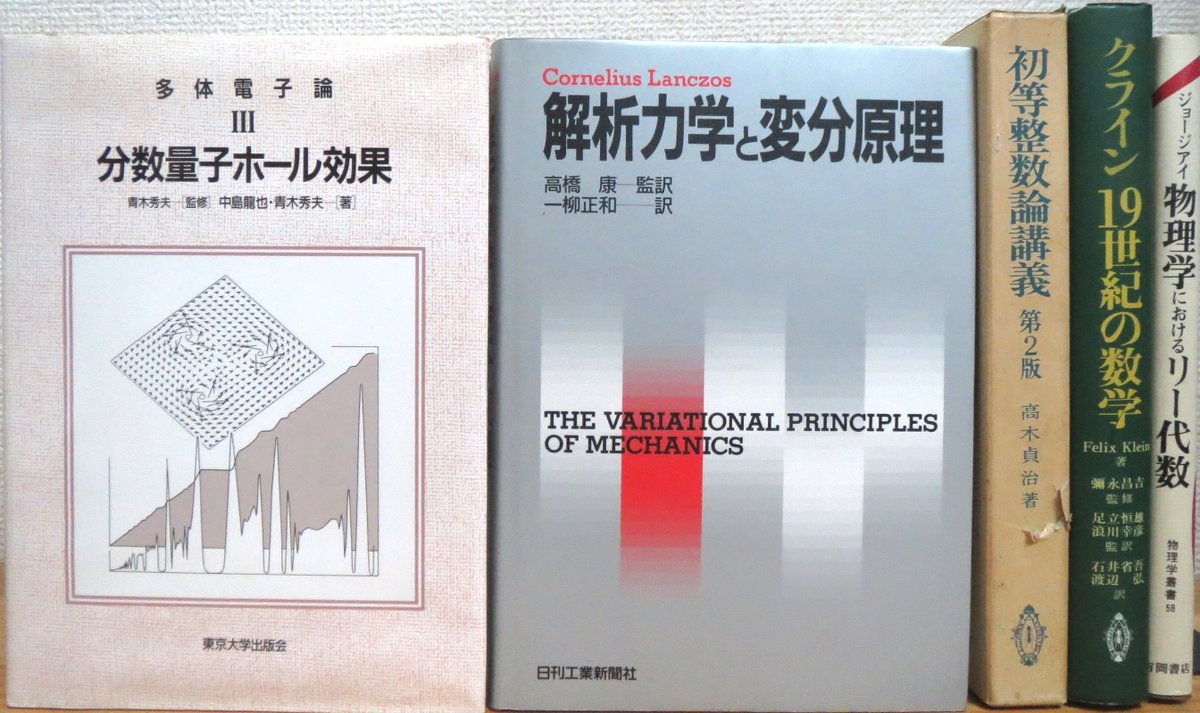 多体電子論
III
分数量子ホール効果
青木秀夫―[監修] 中島龍也・青木秀夫―[著]
東京大学出版会
Cornelius Lanczos
解析力学と変分原理
高橋 康―監訳
一柳正和――訳
THE VARIATIONAL PRINCIPLES
OF MECHANICS
日刊工業新聞社
初等整数論講義 第2版 高木貞治著
クライン 19世紀の数学
Felix Klein
著
彌永昌吉
監修
足立恒雄
浪川幸彦
監訳
石井省吾
渡辺 弘
訳
ジョージァイ
物理学におけるリー代数
物理学叢書
58
岡書店